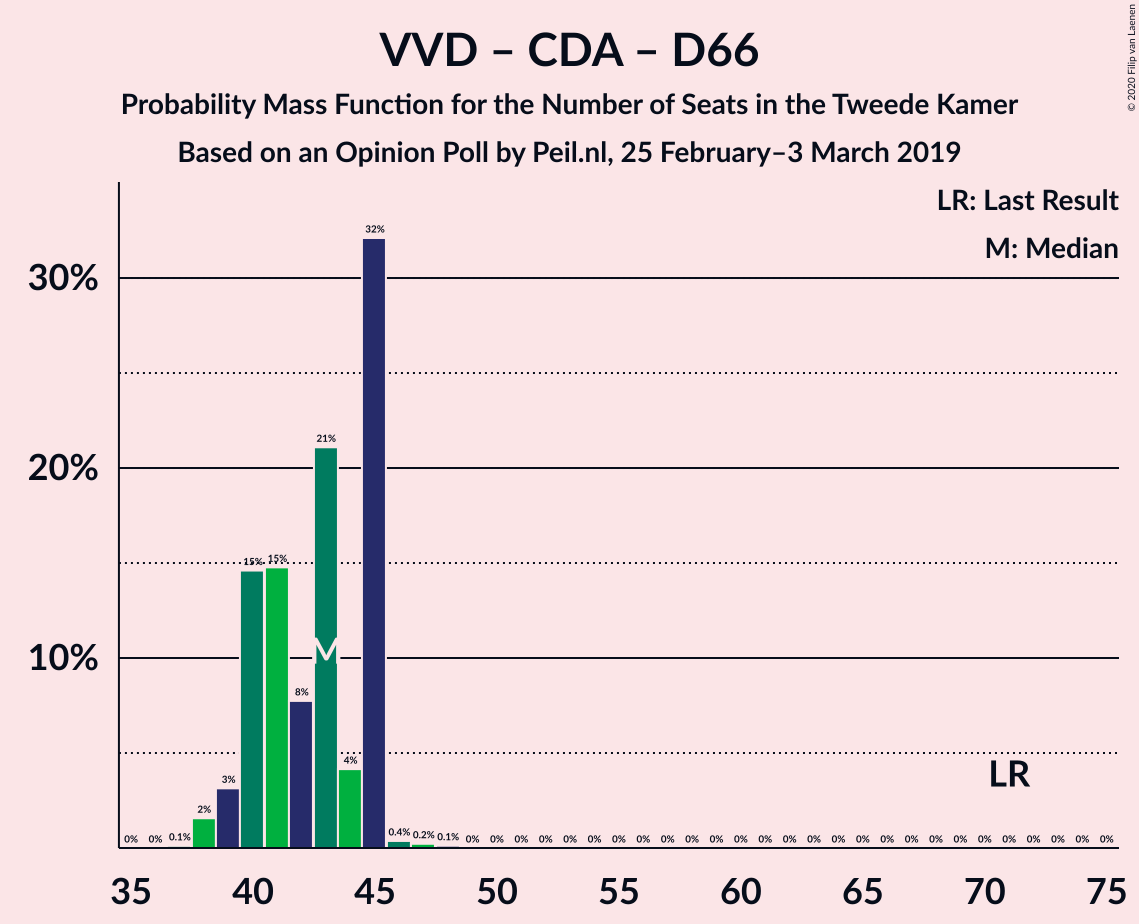 VVD – CDA – D66
Probability Mass Function for the Number of Seats in the Tweede Kamer
Based on an Opinion Poll by Peil.nl, 25 February–3 March 2019
© 2020 Filip van Laenen
LR: Last Result
M: Median
30%
20%
10%
0% 0% 0.1% 2% 3% 15% 15% 8% 21% 4% 32% 0.4% 0.2% 0.1% 0% 0% 0% 0% 0% 0% 0% 0% 0% 0% 0% 0% 0% 0% 0% 0% 0% 0% 0% 0% 0% 0% 0% 0% 0% 0% 0%
M
LR
35 40 45 50 55 60 65 70 75